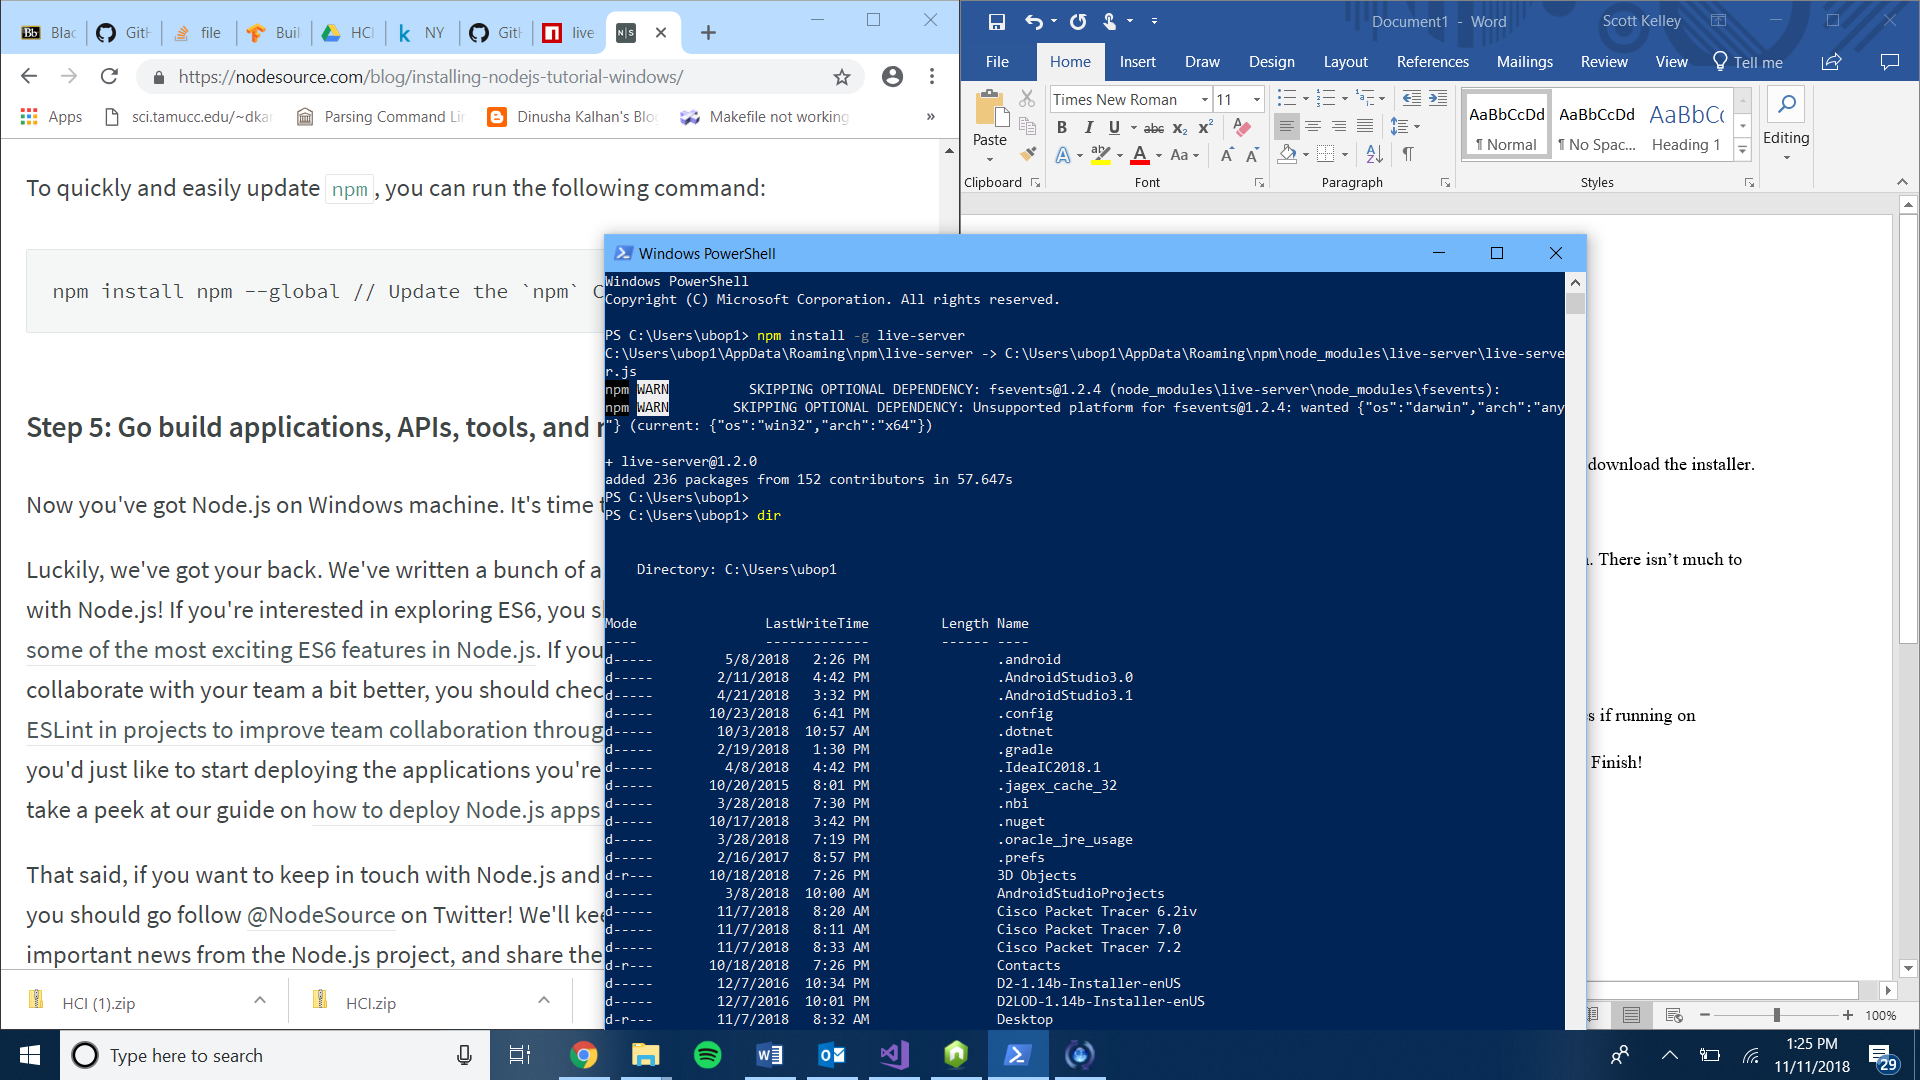 Blac
Git
file
Buil
HCI
NY
Git
live
https://nodesource.com/blog/installing-nodejs-tutorial-windows/
Apps
sci.tamucc.edu/~dkar
Parsing Command Li
Dinusha Kalhan's Blo
Makefile not working
»
To quickly and easily update npm, you can run the following command:
npm install npm --global // Update the `npm` C
Step 5: Go build applications, APIs, tools, and
Now you've got Node.js on Windows machine. It's time
Luckily, we've got your back. We've written a bunch of a
with Node.js! If you're interested in exploring ES6, you s
some of the most exciting ES6 features in Node.js. If you
collaborate with your team a bit better, you should chec
ESLint in projects to improve team collaboration throug
you'd just like to start deploying the applications you're
take a peek at our guide on how to deploy Node.js apps
That said, if you want to keep in touch with Node.js and
you should go follow @NodeSource on Twitter! We'll kee
important news from the Node.js project, and share the
HCI (1).zip
HCI.zip
Document1 - Word
Scott Kelley
File
Home
Insert
Draw
Design
Layout
References
Mailings
Review
View
Tell me
Paste
Clipboard
Times New Roman
11
B I U abc X₂ X²
Aa
Font
Paragraph
AaBbCcDd
¶ Normal
AaBbCcDd
¶ No Spac...
AaBbCc
Heading 1
Styles
Editing
download the installer.
. There isn't much to
s if running on
Finish!
100%
Windows PowerShell
Windows PowerShell
Copyright (C) Microsoft Corporation. All rights reserved.
PS C:\Users\ubop1> npm install -g live-server
C:\Users\ubop1\AppData\Roaming\npm\live-server -> C:\Users\ubop1\AppData\Roaming\npm\node_modules\live-server\live-serve
r.js
npm WARN SKIPPING OPTIONAL DEPENDENCY: fsevents@1.2.4 (node_modules\live-server\node_modules\fsevents):
npm WARN SKIPPING OPTIONAL DEPENDENCY: Unsupported platform for fsevents@1.2.4: wanted {"os":"darwin","arch":"any
"} (current: {"os":"win32","arch":"x64"})
+ live-server@1.2.0
added 236 packages from 152 contributors in 57.647s
PS C:\Users\ubop1>
PS C:\Users\ubop1> dir
Directory: C:\Users\ubop1
Mode LastWriteTime Length Name
---- ------------- ------ ----
d----- 5/8/2018 2:26 PM .android
d----- 2/11/2018 4:42 PM .AndroidStudio3.0
d----- 4/21/2018 3:32 PM .AndroidStudio3.1
d----- 10/23/2018 6:41 PM .config
d----- 10/3/2018 10:57 AM .dotnet
d----- 2/19/2018 1:30 PM .gradle
d----- 4/8/2018 4:42 PM .IdeaIC2018.1
d----- 10/20/2015 8:01 PM .jagex_cache_32
d----- 3/28/2018 7:30 PM .nbi
d----- 10/17/2018 3:42 PM .nuget
d----- 3/28/2018 7:19 PM .oracle_jre_usage
d----- 2/16/2017 8:57 PM .prefs
d-r--- 10/18/2018 7:26 PM 3D Objects
d----- 3/8/2018 10:00 AM AndroidStudioProjects
d----- 11/7/2018 8:20 AM Cisco Packet Tracer 6.2iv
d----- 11/7/2018 8:11 AM Cisco Packet Tracer 7.0
d----- 11/7/2018 8:33 AM Cisco Packet Tracer 7.2
d-r--- 10/18/2018 7:26 PM Contacts
d----- 12/7/2016 10:34 PM D2-1.14b-Installer-enUS
d----- 12/7/2016 10:01 PM D2LOD-1.14b-Installer-enUS
d-r--- 11/7/2018 8:32 AM Desktop
Type here to search
1:25 PM
11/11/2018
29